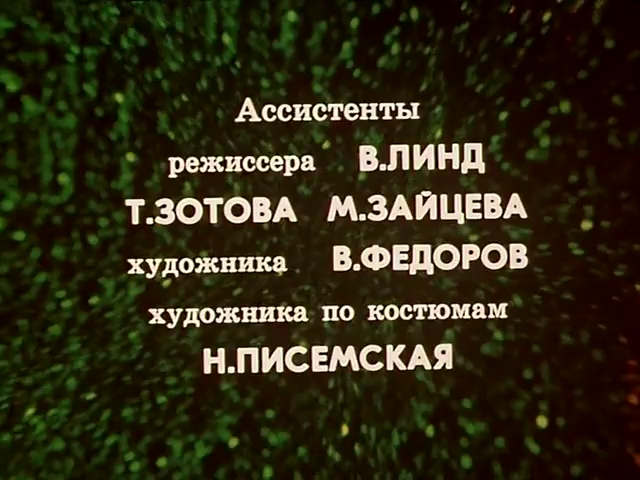 Ассистенты
режиссера В.ЛИНД
Т.ЗОТОВА М.ЗАЙЦЕВА
художника В.ФЕДОРОВ
художника по костюмам
Н.ПИСЕМСКАЯ